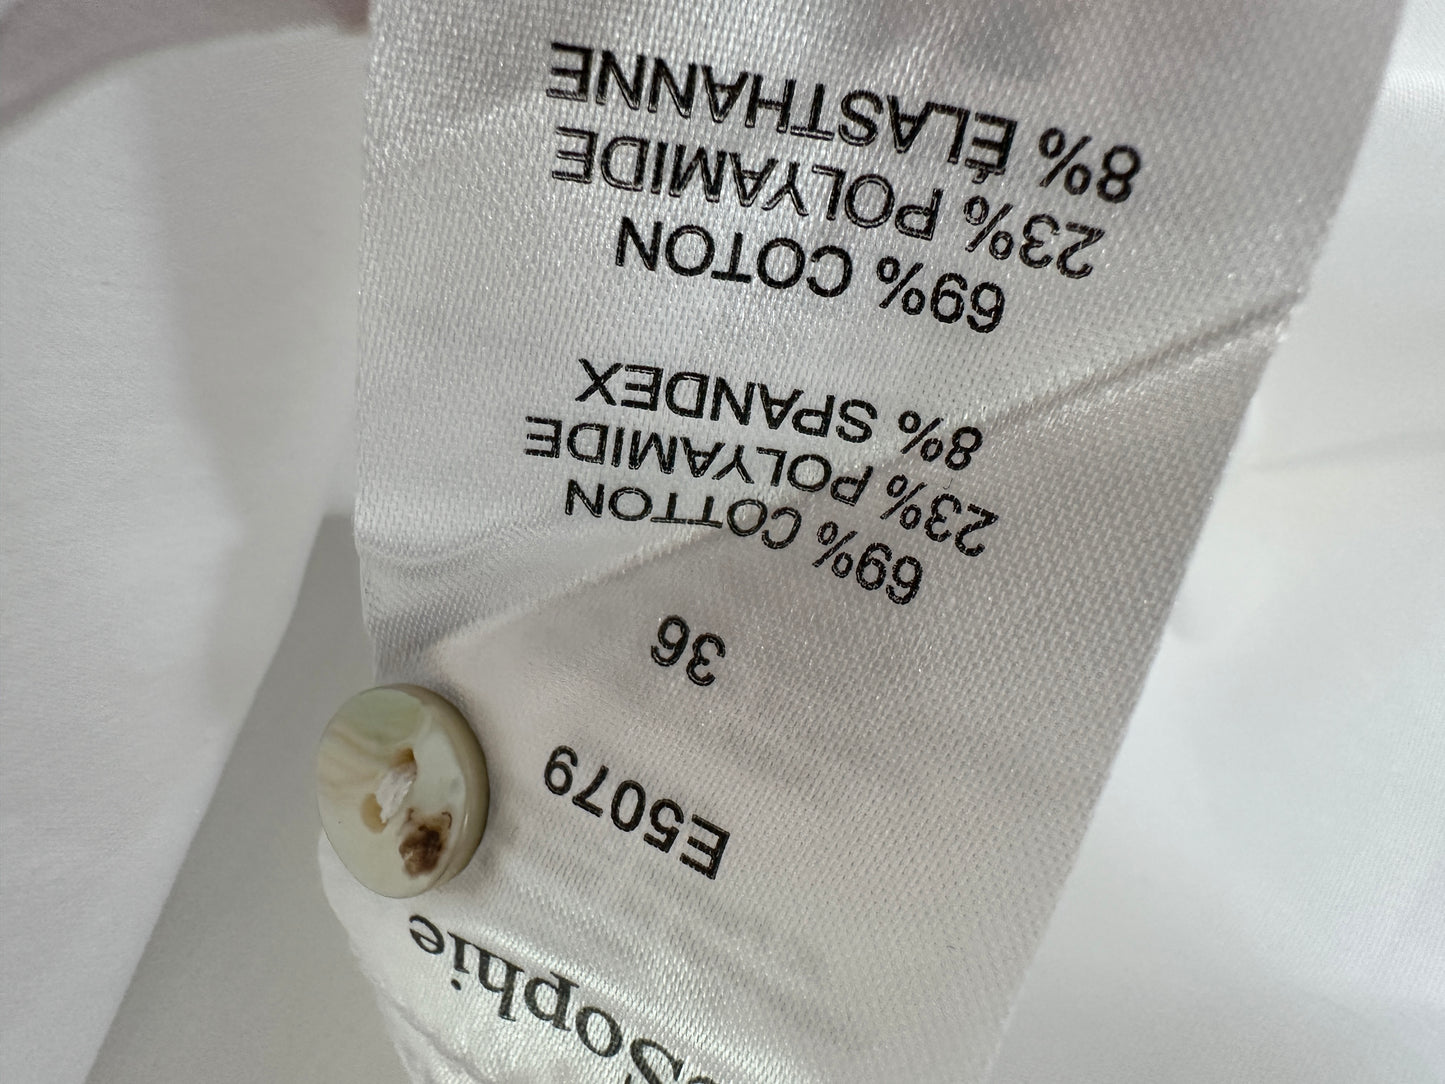 Sophie
E5079
36
69% COTTON
23% POLYAMIDE
8% SPANDEX
69% COTON
23% POLYAMIDE
8% ÉLASTHANNE